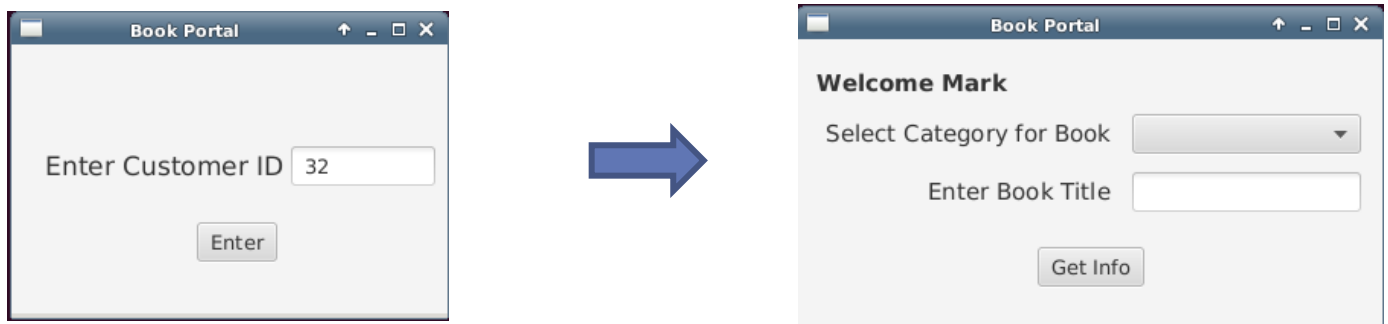 Book Portal
Enter Customer ID 32
Enter
Book Portal
Welcome Mark
Select Category for Book
Enter Book Title
Get Info